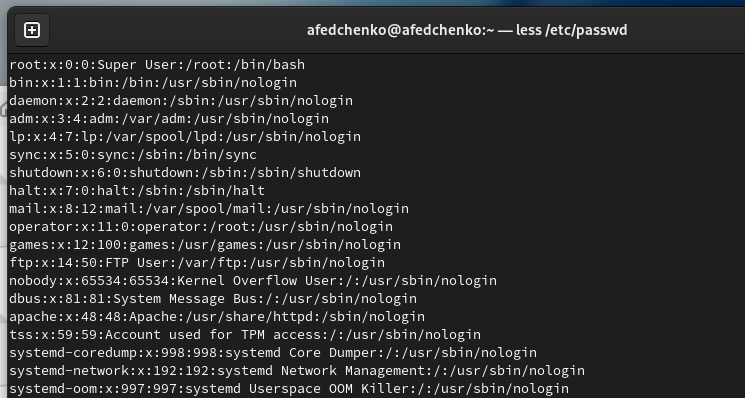 afedchenko@afedchenko:~ — less /etc/passwd
root:x:0:0:Super User:/root:/bin/bash
bin:x:1:1:bin:/bin:/usr/sbin/nologin
daemon:x:2:2:daemon:/sbin:/usr/sbin/nologin
adm:x:3:4:adm:/var/adm:/usr/sbin/nologin
lp:x:4:7:lp:/var/spool/lpd:/usr/sbin/nologin
sync:x:5:0:sync:/sbin:/bin/sync
shutdown:x:6:0:shutdown:/sbin:/sbin/shutdown
halt:x:7:0:halt:/sbin:/sbin/halt
mail:x:8:12:mail:/var/spool/mail:/usr/sbin/nologin
operator:x:11:0:operator:/root:/usr/sbin/nologin
games:x:12:100:games:/usr/games:/usr/sbin/nologin
ftp:x:14:50:FTP User:/var/ftp:/usr/sbin/nologin
nobody:x:65534:65534:Kernel Overflow User:/:/usr/sbin/nologin
dbus:x:81:81:System Message Bus:/:/usr/sbin/nologin
apache:x:48:48:Apache:/usr/share/httpd:/sbin/nologin
tss:x:59:59:Account used for TPM access:/:/usr/sbin/nologin
systemd-coredump:x:998:998:systemd Core Dumper:/:/usr/sbin/nologin
systemd-network:x:192:192:systemd Network Management:/:/usr/sbin/nologin
systemd-oom:x:997:997:systemd Userspace OOM Killer:/:/usr/sbin/nologin